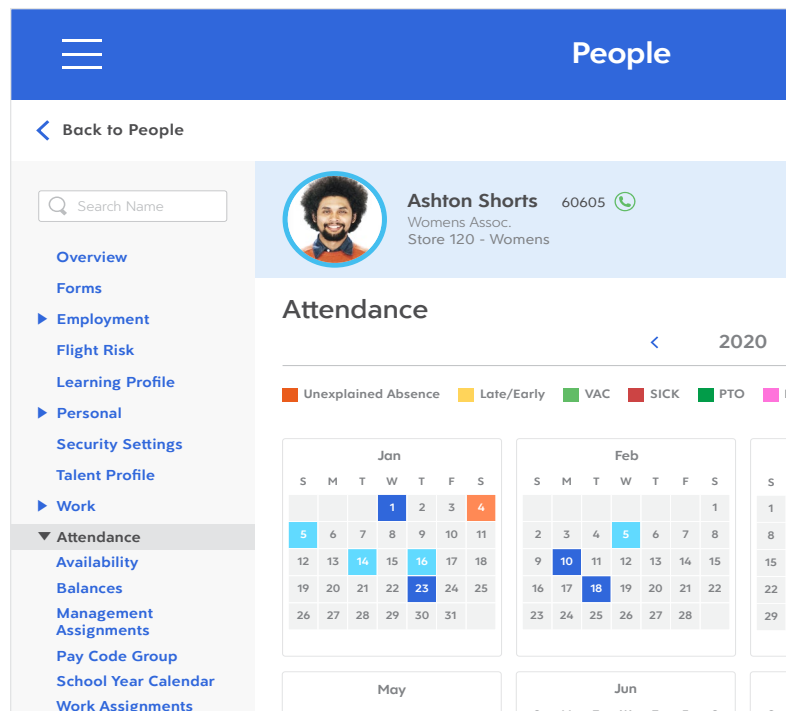 People
Back to People
Search Name
Overview
Forms
Employment
Flight Risk
Learning Profile
Personal
Security Settings
Talent Profile
Work
Attendance
Availability
Balances
Management
Assignments
Pay Code Group
School Year Calendar
Work Assignments
Ashton Shorts 60605
Womens Assoc.
Store 120 - Womens
Attendance
2020
Unexplained Absence Late/Early VAC SICK PTO
Jan
S M T W T F S
1 2 3 4
5 6 7 8 9 10 11
12 13 14 15 16 17 18
19 20 21 22 23 24 25
26 27 28 29 30 31
Feb
S M T W T F S
1
2 3 4 5 6 7 8
9 10 11 12 13 14 15
16 17 18 19 20 21 22
23 24 25 26 27 28
S
1
8
15
22
29
May
Jun